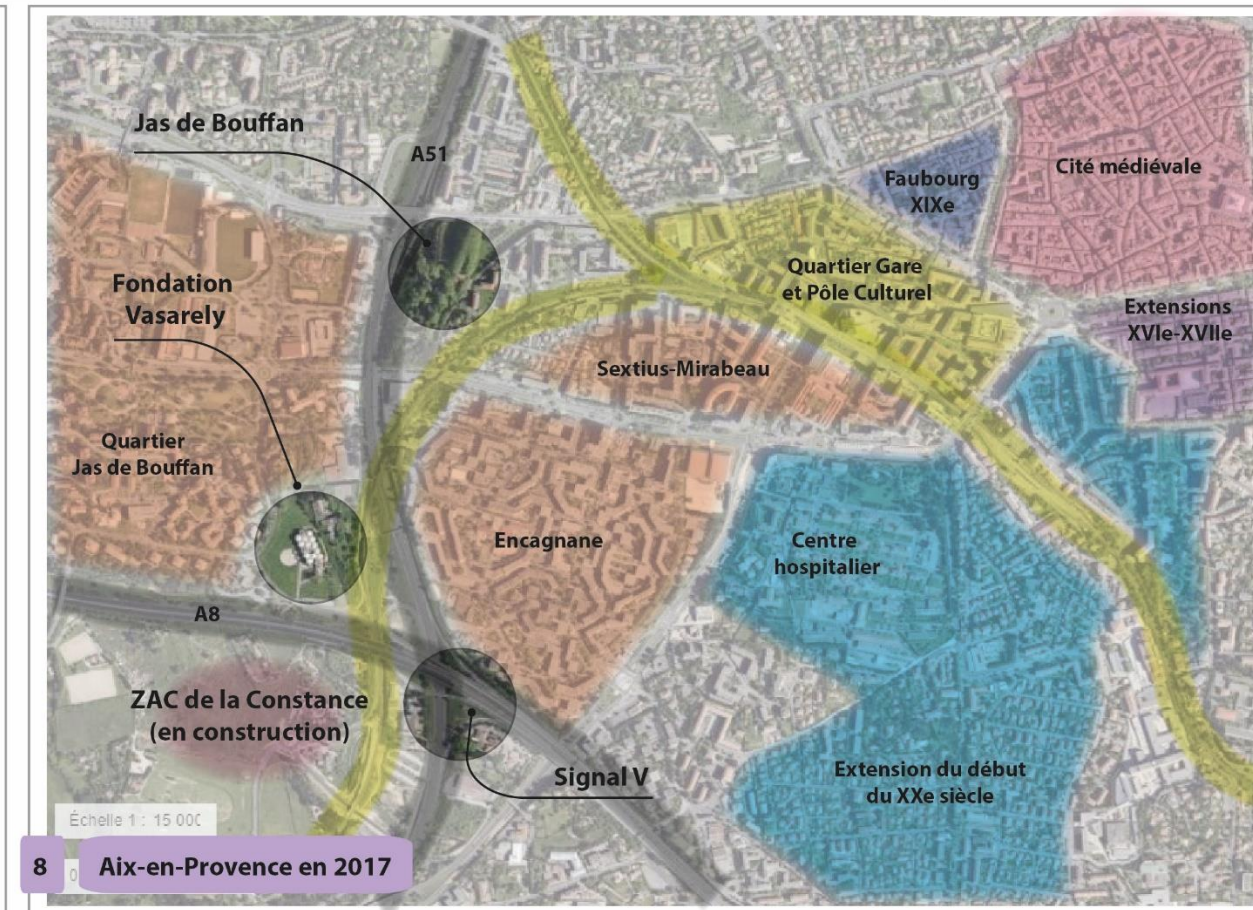 Jas de Bouffan
A51
Cité médiévale
Faubourg
XIXe
Fondation
Vasarely
Quartier Gare
et Pôle Culturel
Extensions
XVIe-XVIIe
Sextius-Mirabeau
Quartier
Jas de Bouffan
Encagnane
Centre
hospitalier
A8
ZAC de la Constance
(en construction)
Signal V
Extension du début
du XXe siècle
Échelle 1 : 15 000
8 Aix-en-Provence en 2017
0